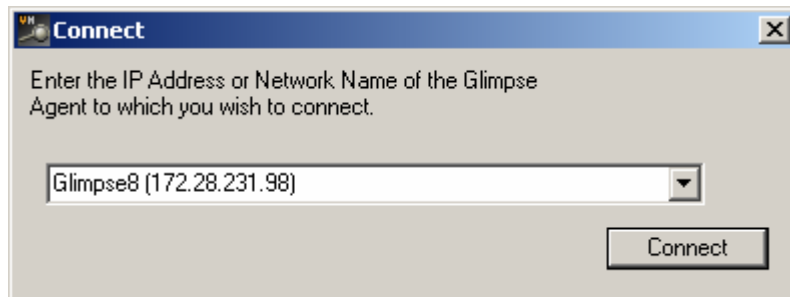 VM
Connect
Enter the IP Address or Network Name of the Glimpse
Agent to which you wish to connect.
Glimpse8 (172.28.231.98)
Connect